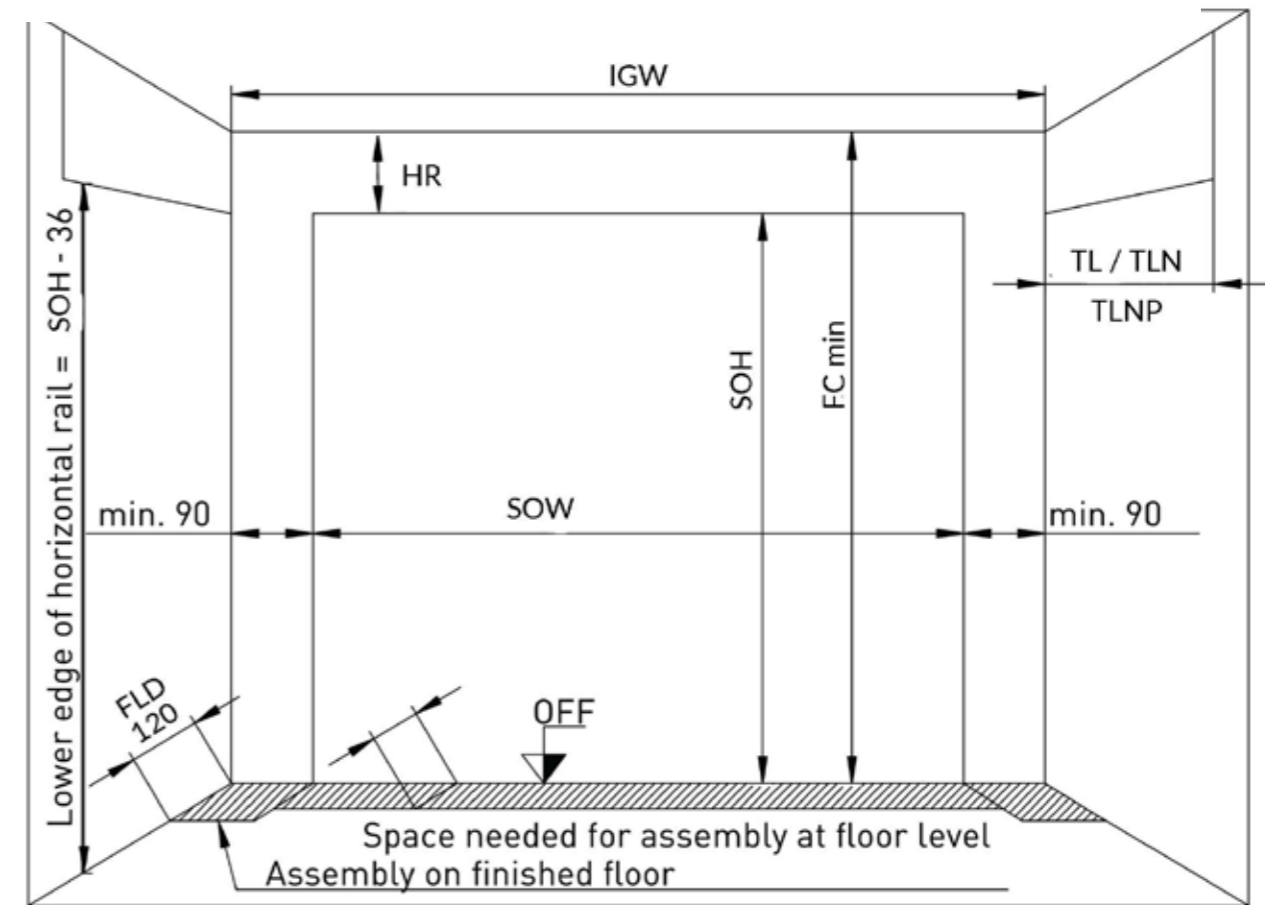 IGW
HR
TL / TLN
TLNP
Lower edge of horizontal rail = SOH - 36
SOH
FC min
min. 90
SOW
min. 90
FLD
120
OFF
Space needed for assembly at floor level
Assembly on finished floor